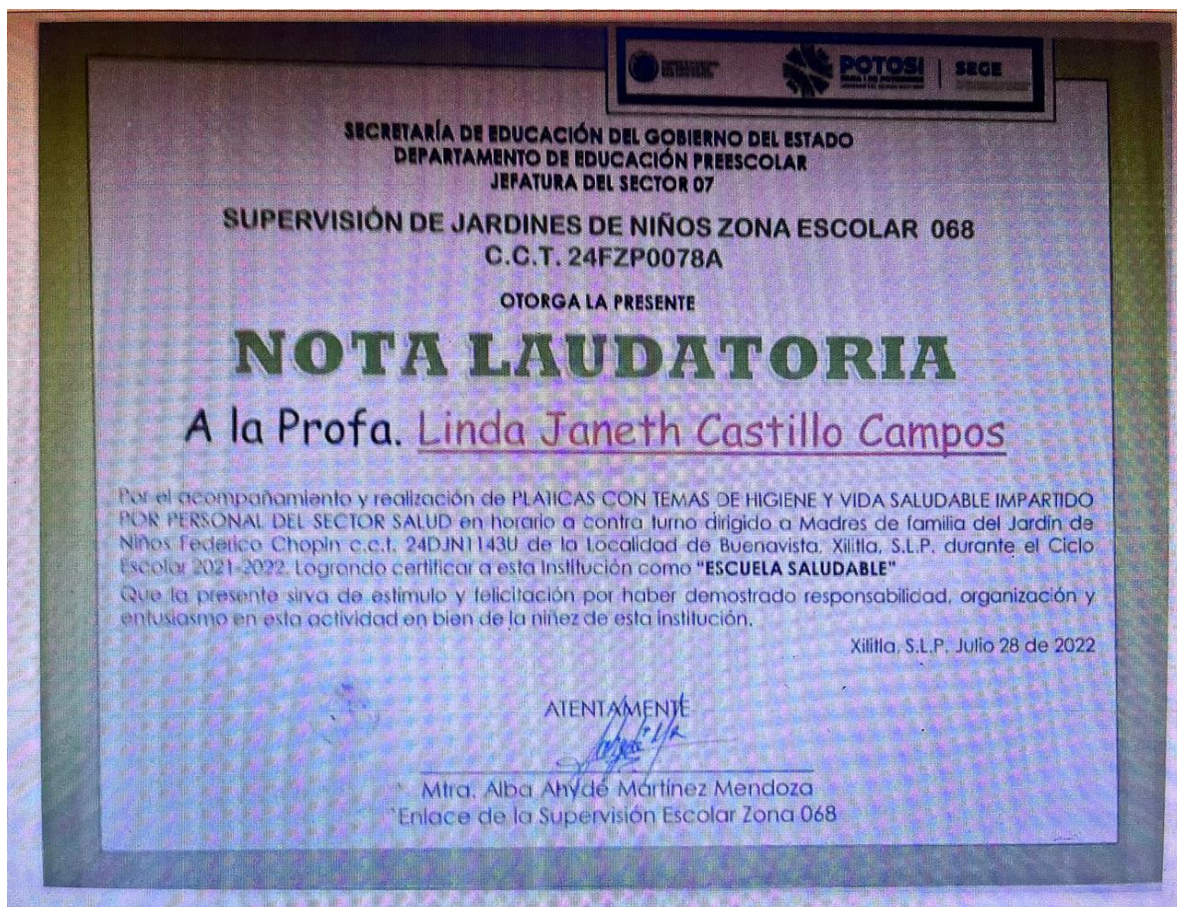 POTOSÍ
SEGE
SECRETARÍA DE EDUCACIÓN DEL GOBIERNO DEL ESTADO
DEPARTAMENTO DE EDUCACIÓN PREESCOLAR
JEFATURA DEL SECTOR 07
SUPERVISIÓN DE JARDINES DE NIÑOS ZONA ESCOLAR 068
C.C.T. 24FZP0078A
OTORGA LA PRESENTE
NOTA LAUDATORIA
A la Profa. Linda Janeth Castillo Campos
Por el acompañamiento y realización de PLATICAS CON TEMAS DE HIGIENE Y VIDA SALUDABLE IMPARTIDO
POR PERSONAL DEL SECTOR SALUD en horario a contra turno dirigido a Madres de familia del Jardín de
Niños Federico Chopin c.c.t. 24DJN1143U de la Localidad de Buenavista, Xilitla, S.L.P. durante el Ciclo
Escolar 2021-2022. Logrando certificar a esta Institución como "ESCUELA SALUDABLE"
Que la presente sirva de estimulo y felicitación por haber demostrado responsabilidad, organización y
entusiasmo en esta actividad en bien de la niñez de esta institución.
Xilitla, S.L.P. Julio 28 de 2022
ATENTAMENTE
Mtra. Alba Ahydé Martínez Mendoza
Enlace de la Supervisión Escolar Zona 068